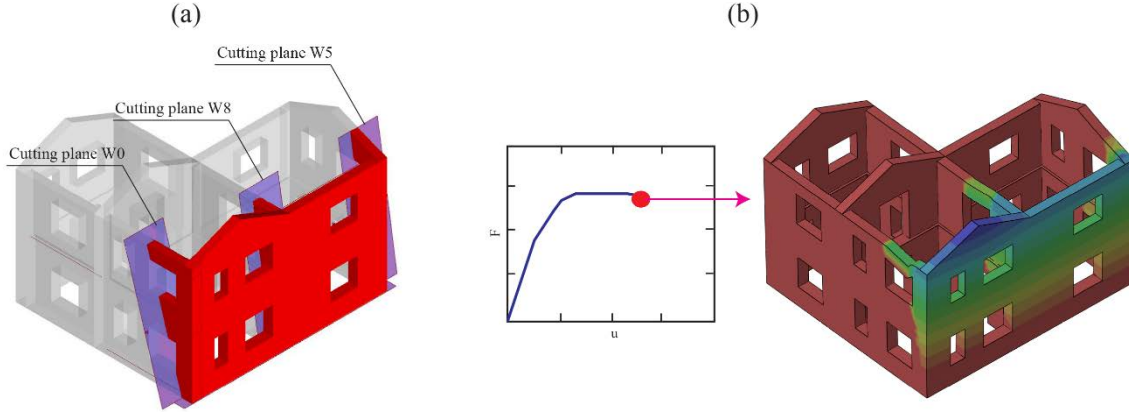 (a)
(b)
Cutting plane W5
Cutting plane W8
Cutting plane W0
F
u